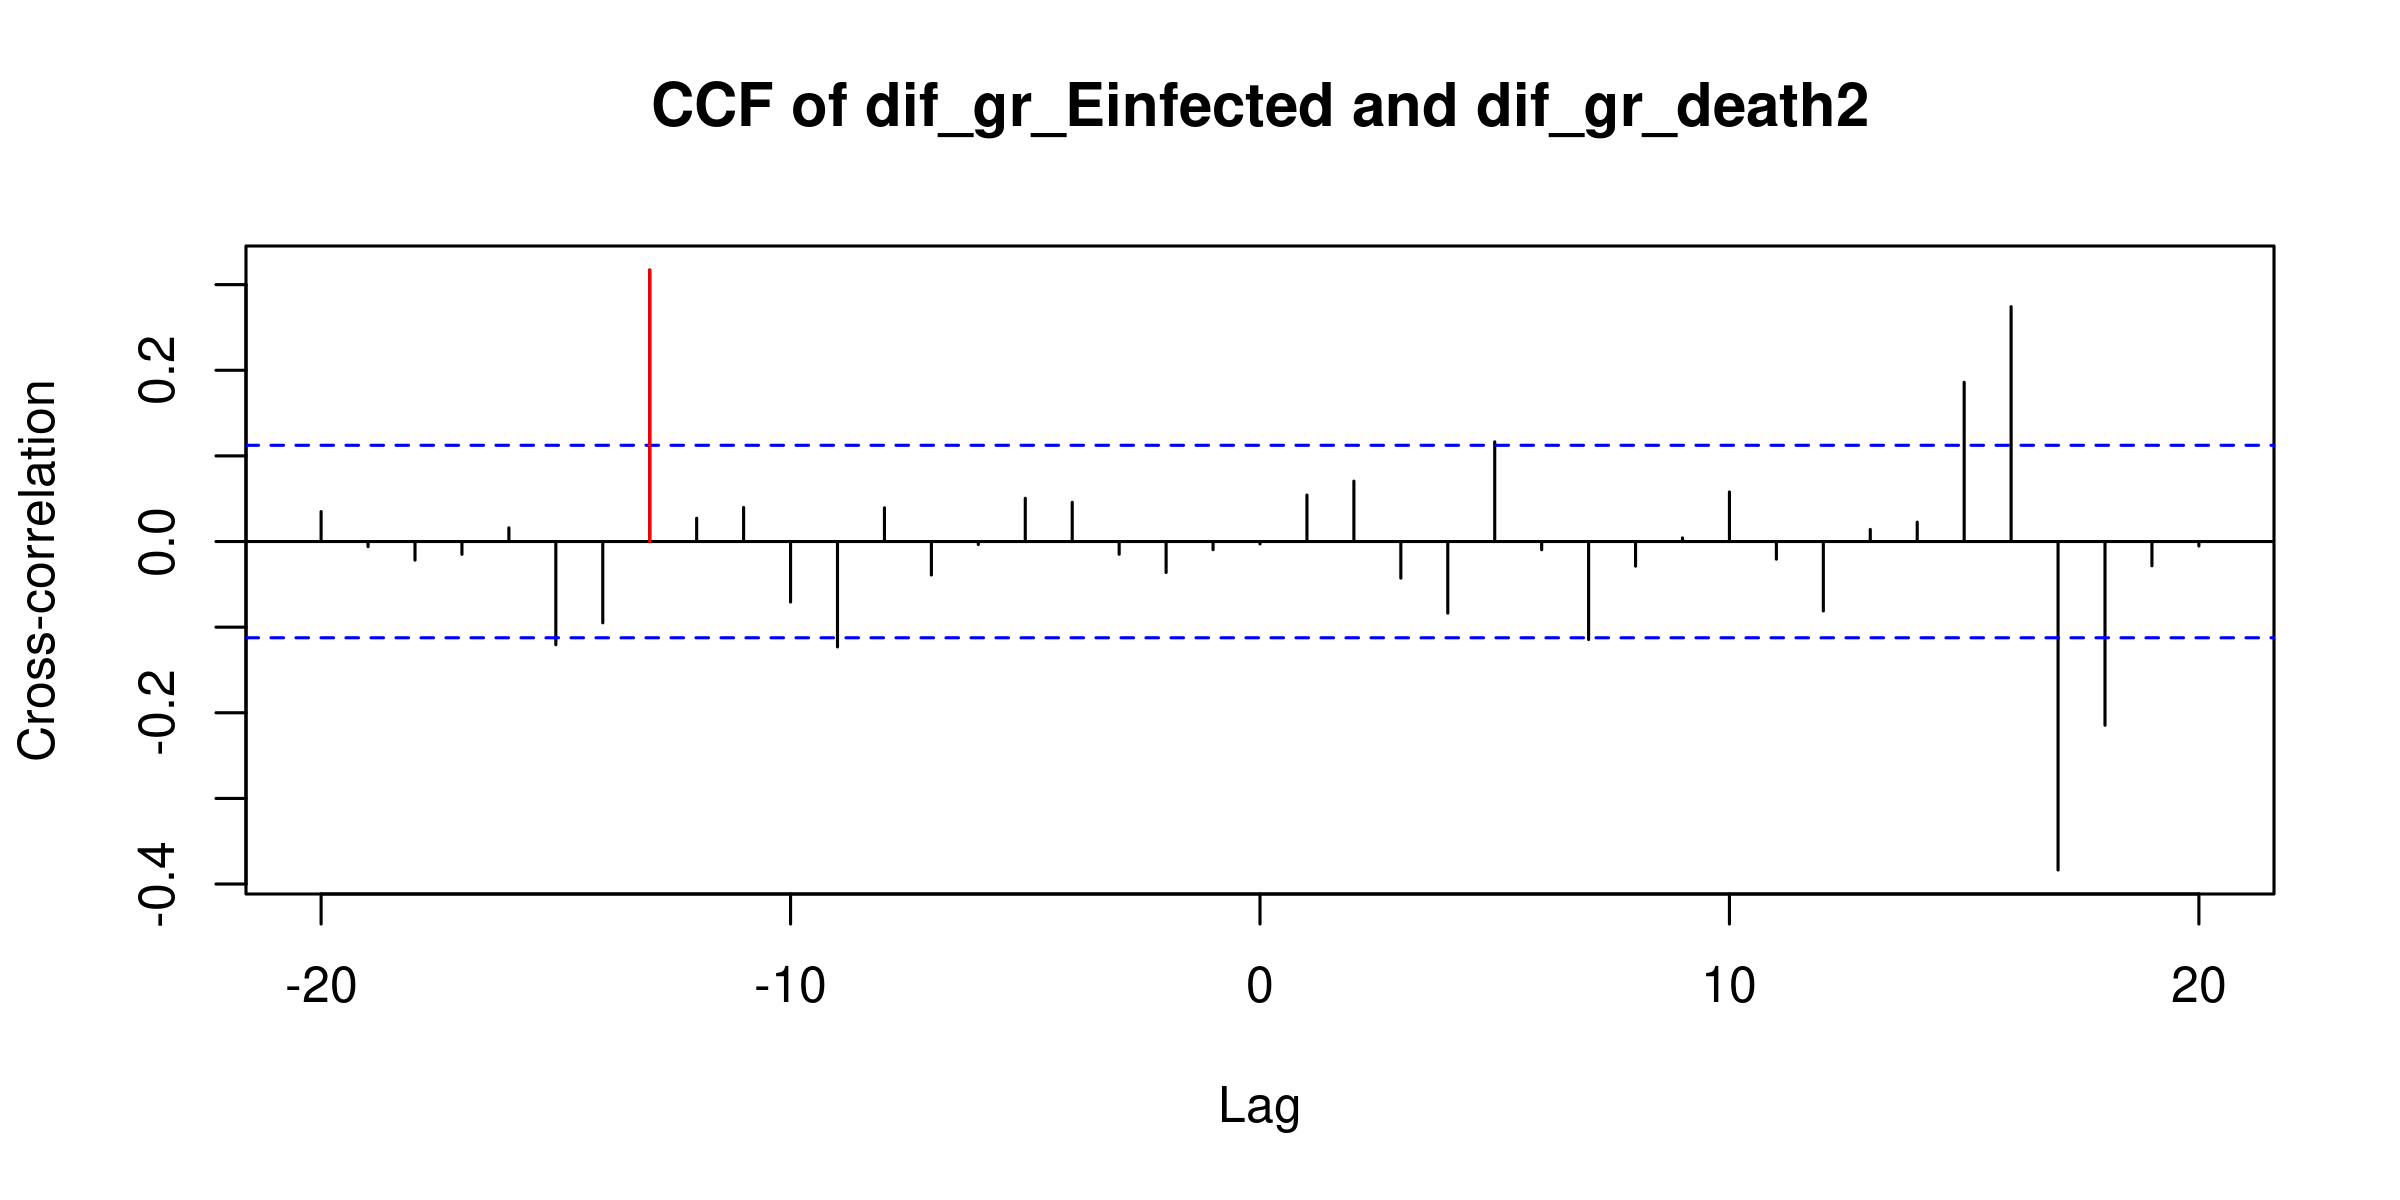 CCF of dif_gr_Einfected and dif_gr_death2
Cross-correlation
0.2
0.0
-0.2
-0.4
-20 -10 0 10 20
Lag